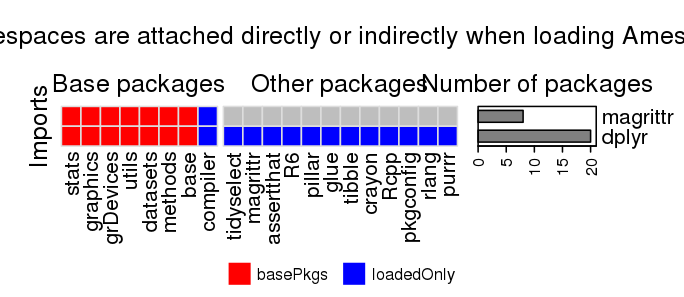 espaces are attached directly or indirectly when loading Ames
Base packages
Other packages
Number of packages
Imports
magrittr
dplyr
stats
graphics
grDevices
utils
datasets
methods
base
compiler
tidyselect
magrittr
assertthat
R6
pillar
glue
tibble
crayon
Rcpp
pkgconfig
rlang
purrr
0
5
10
15
20
basePkgs
loadedOnly